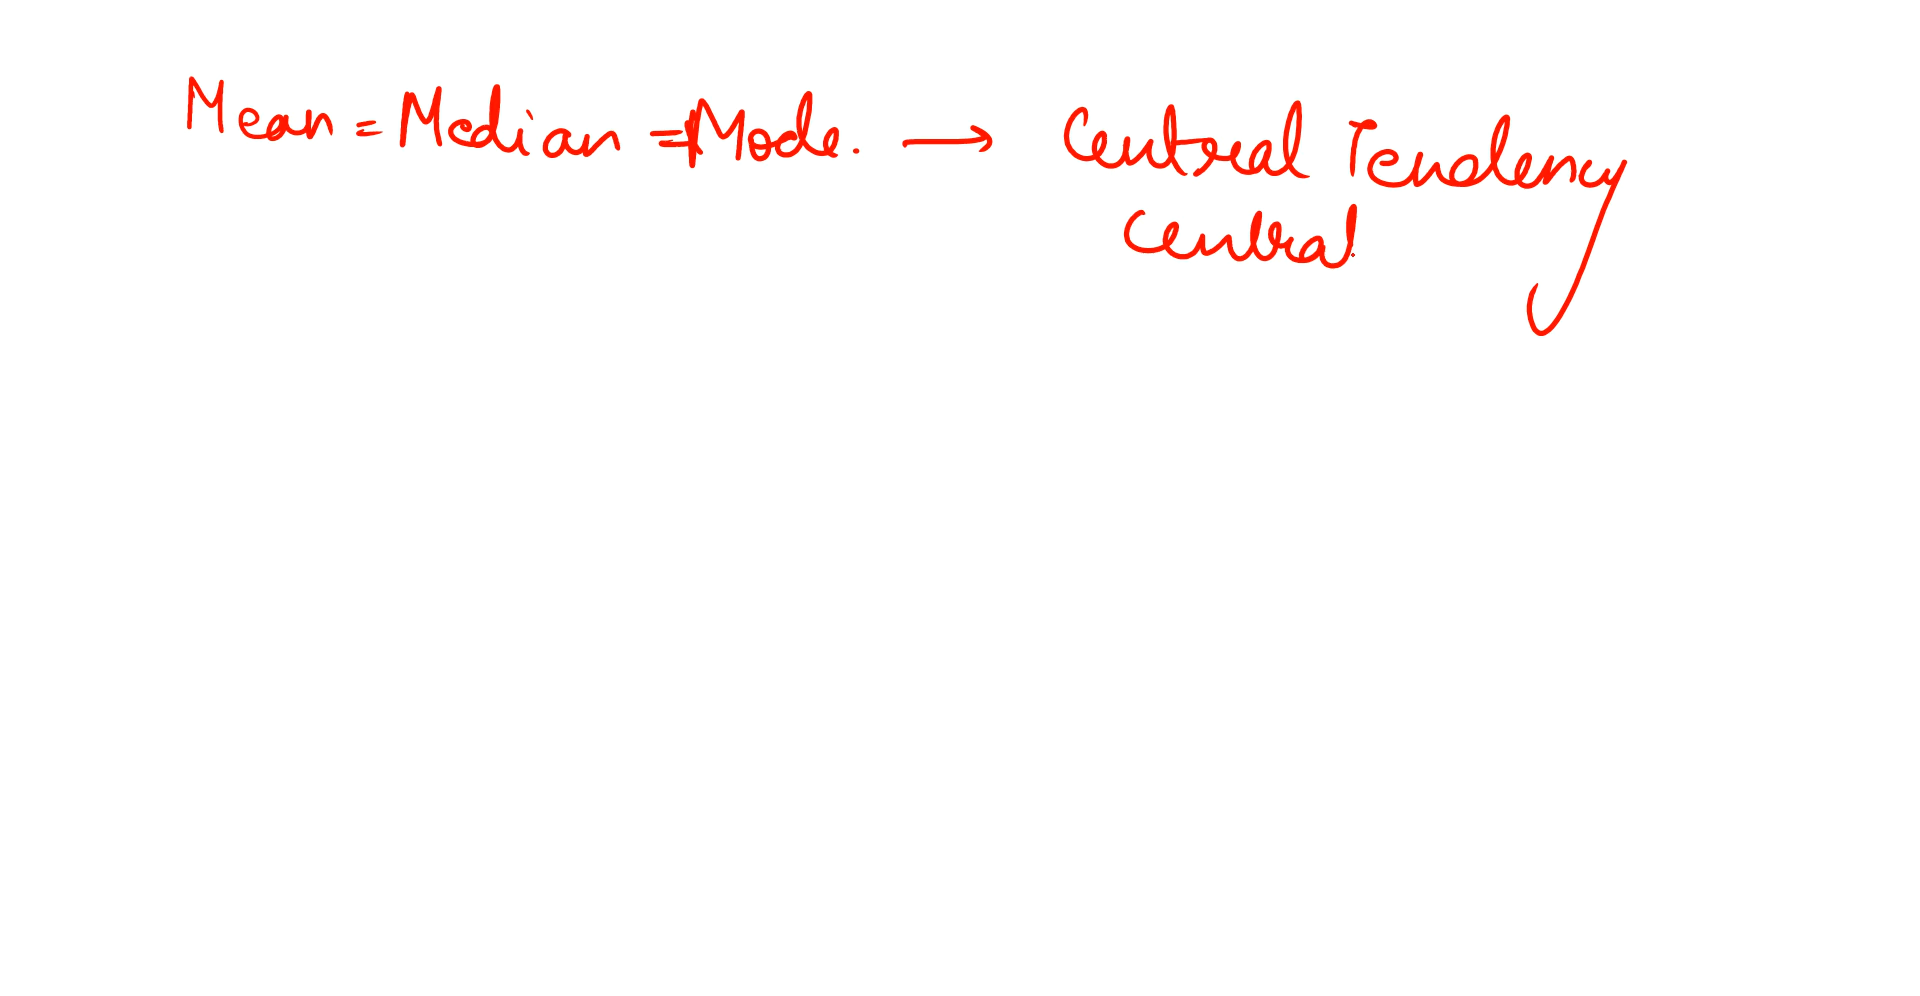 Mean = Median = Mode. → Central Tendency
Central